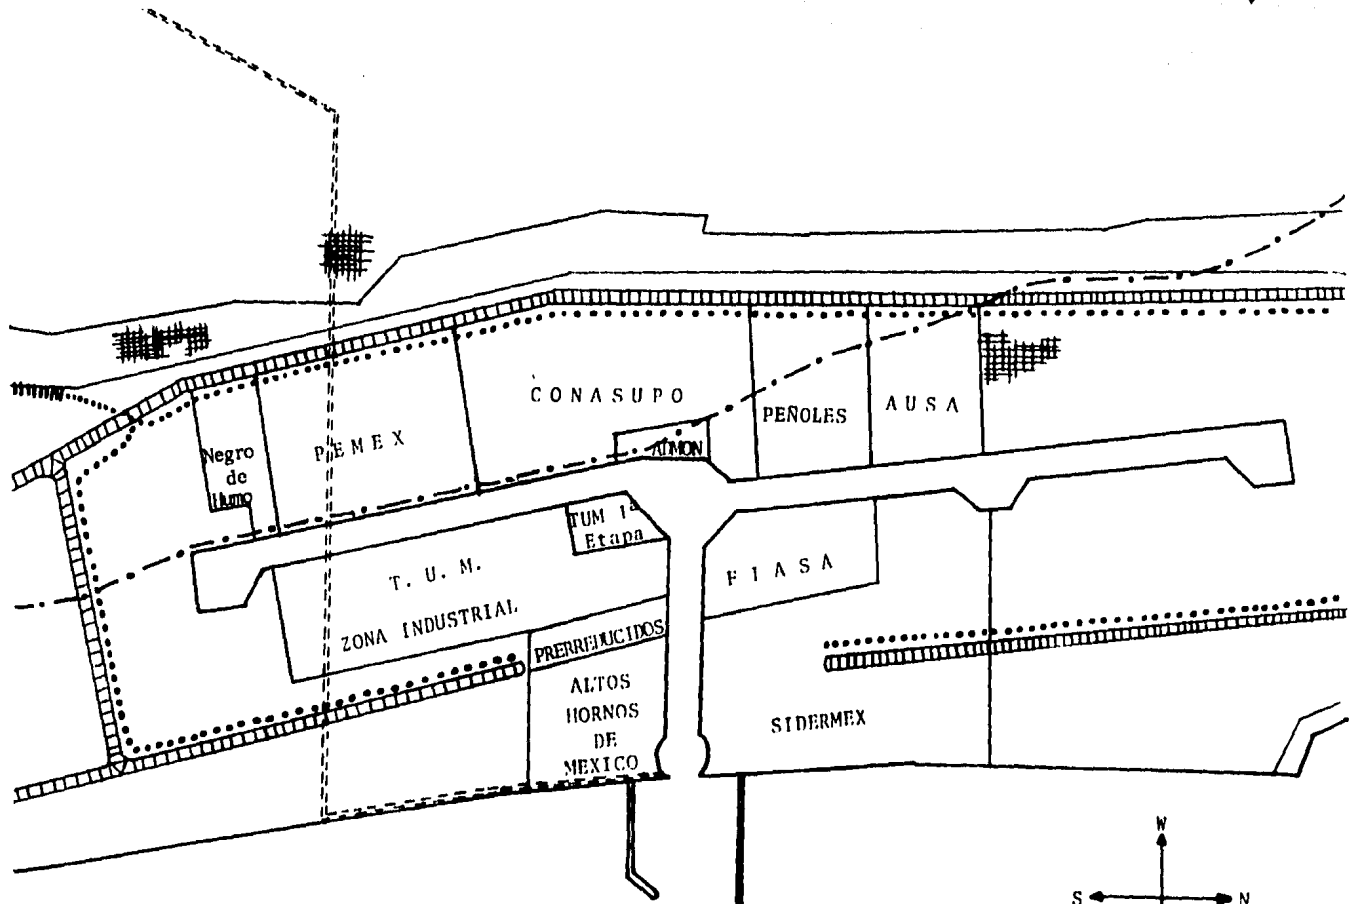 CONASUPO
PEÑOLES
AUSA
PEMEX
Negro
de
Humo
ALMON
TUM 1ª
Etapa
T. U. M.
ZONA INDUSTRIAL
FIASA
PRERREDUCIDOS
ALTOS
HORNOS
DE
MEXICO
SIDERMEX
W
S N